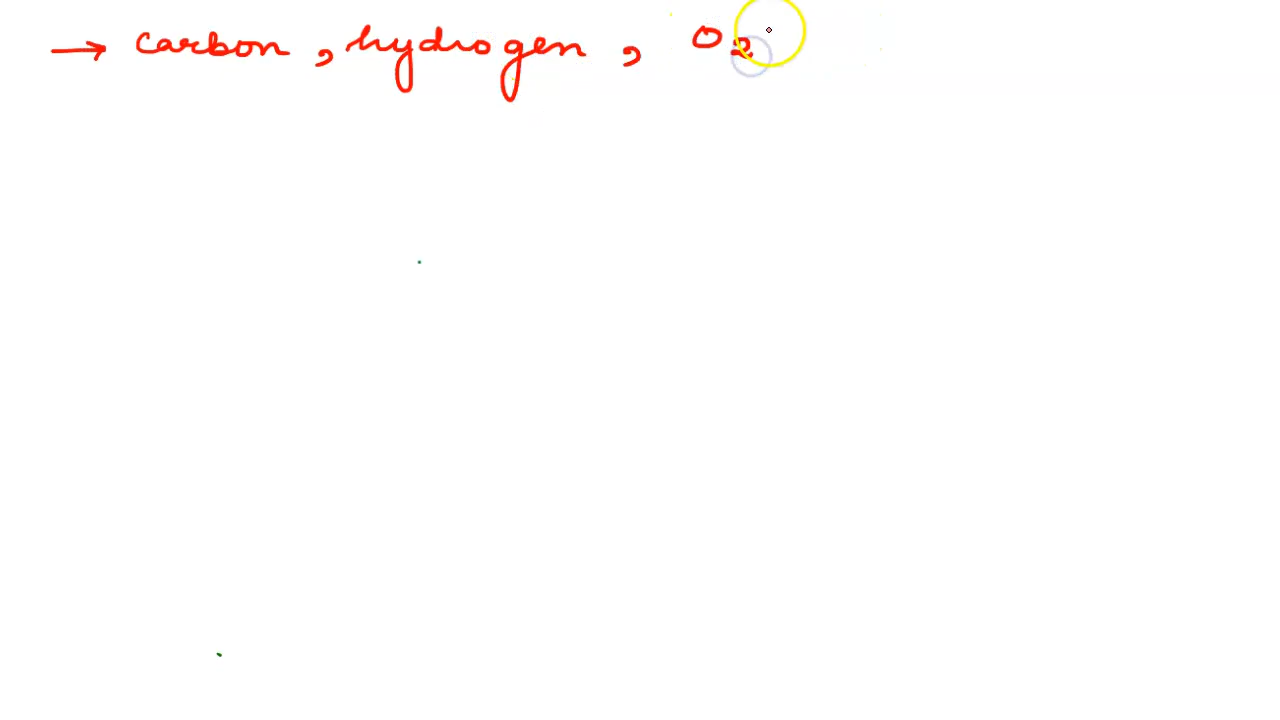 → carbon, hydrogen, O₂